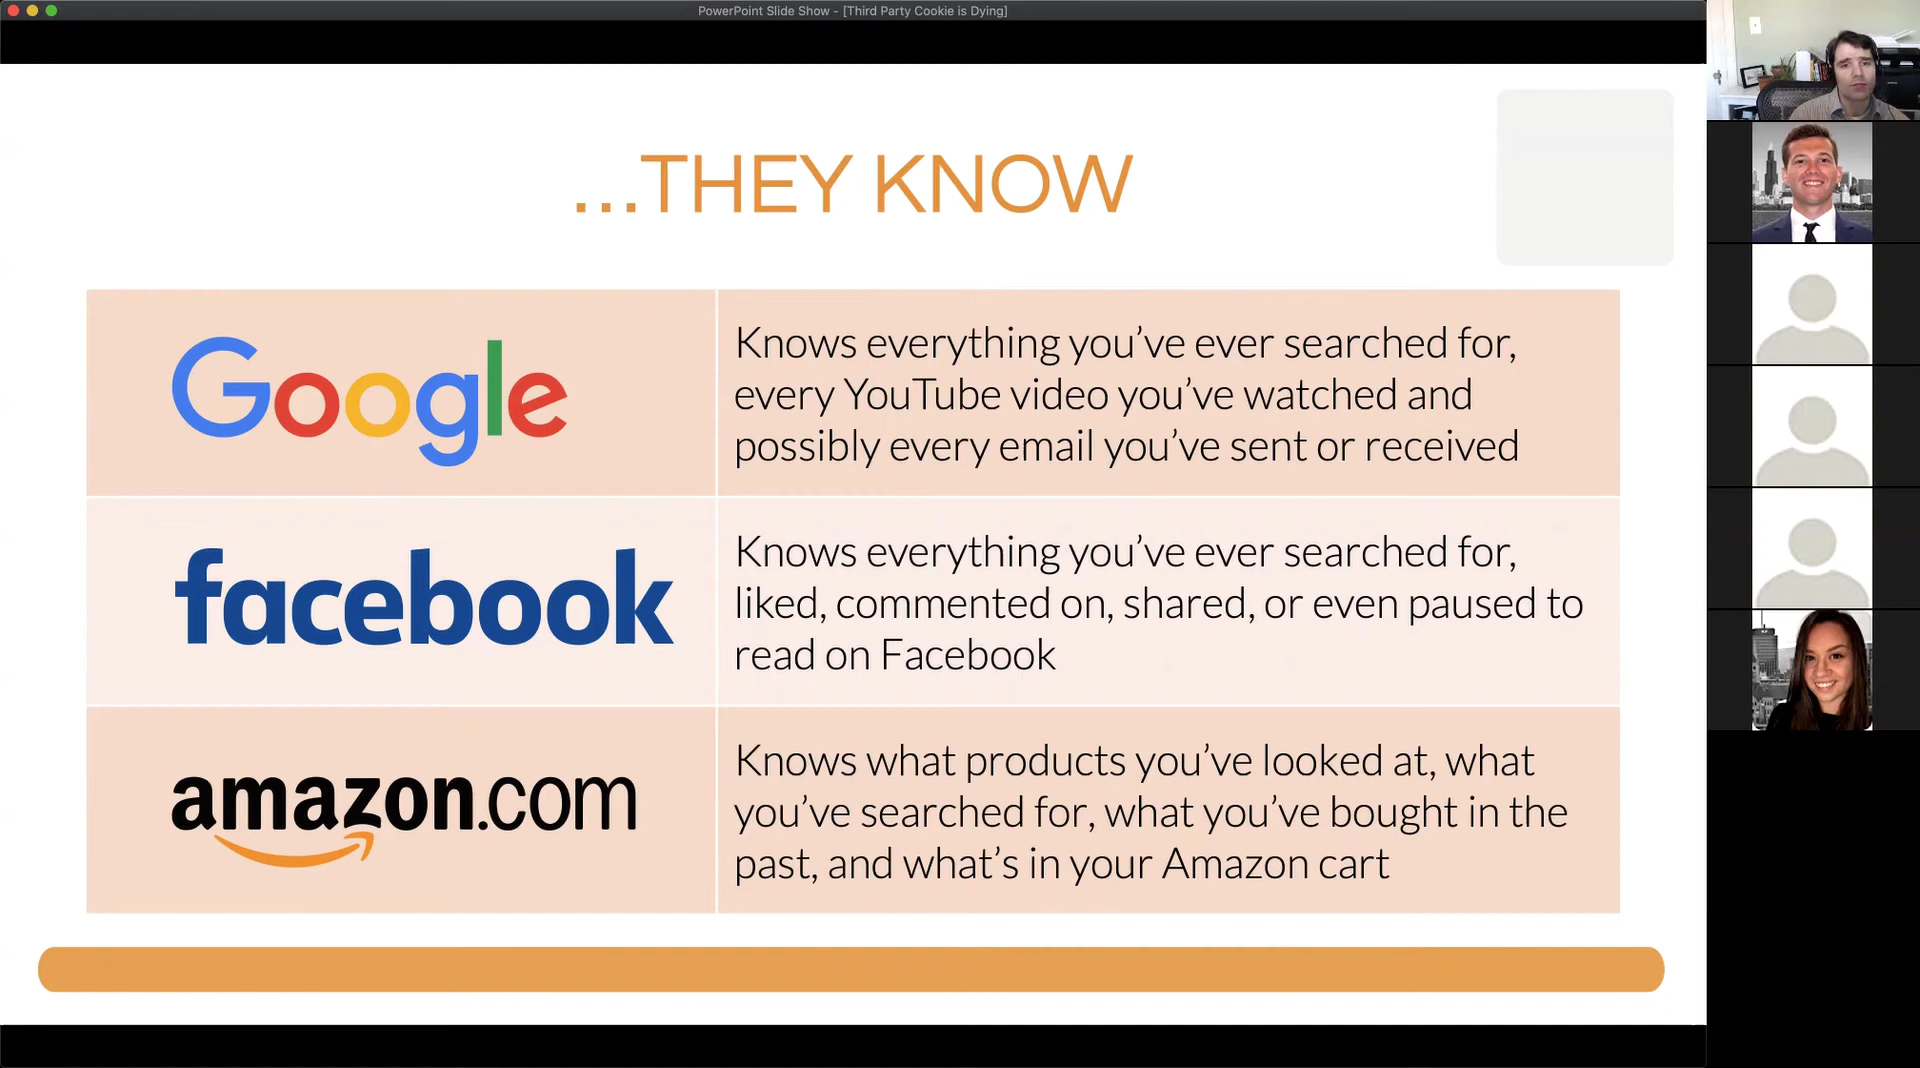 PowerPoint Slide Show - [Third Party Cookie is Dying]
...THEY KNOW
Google
Knows everything you’ve ever searched for,
every YouTube video you’ve watched and
possibly every email you’ve sent or received
facebook
Knows everything you’ve ever searched for,
liked, commented on, shared, or even paused to
read on Facebook
amazon.com
Knows what products you’ve looked at, what
you’ve searched for, what you’ve bought in the
past, and what’s in your Amazon cart